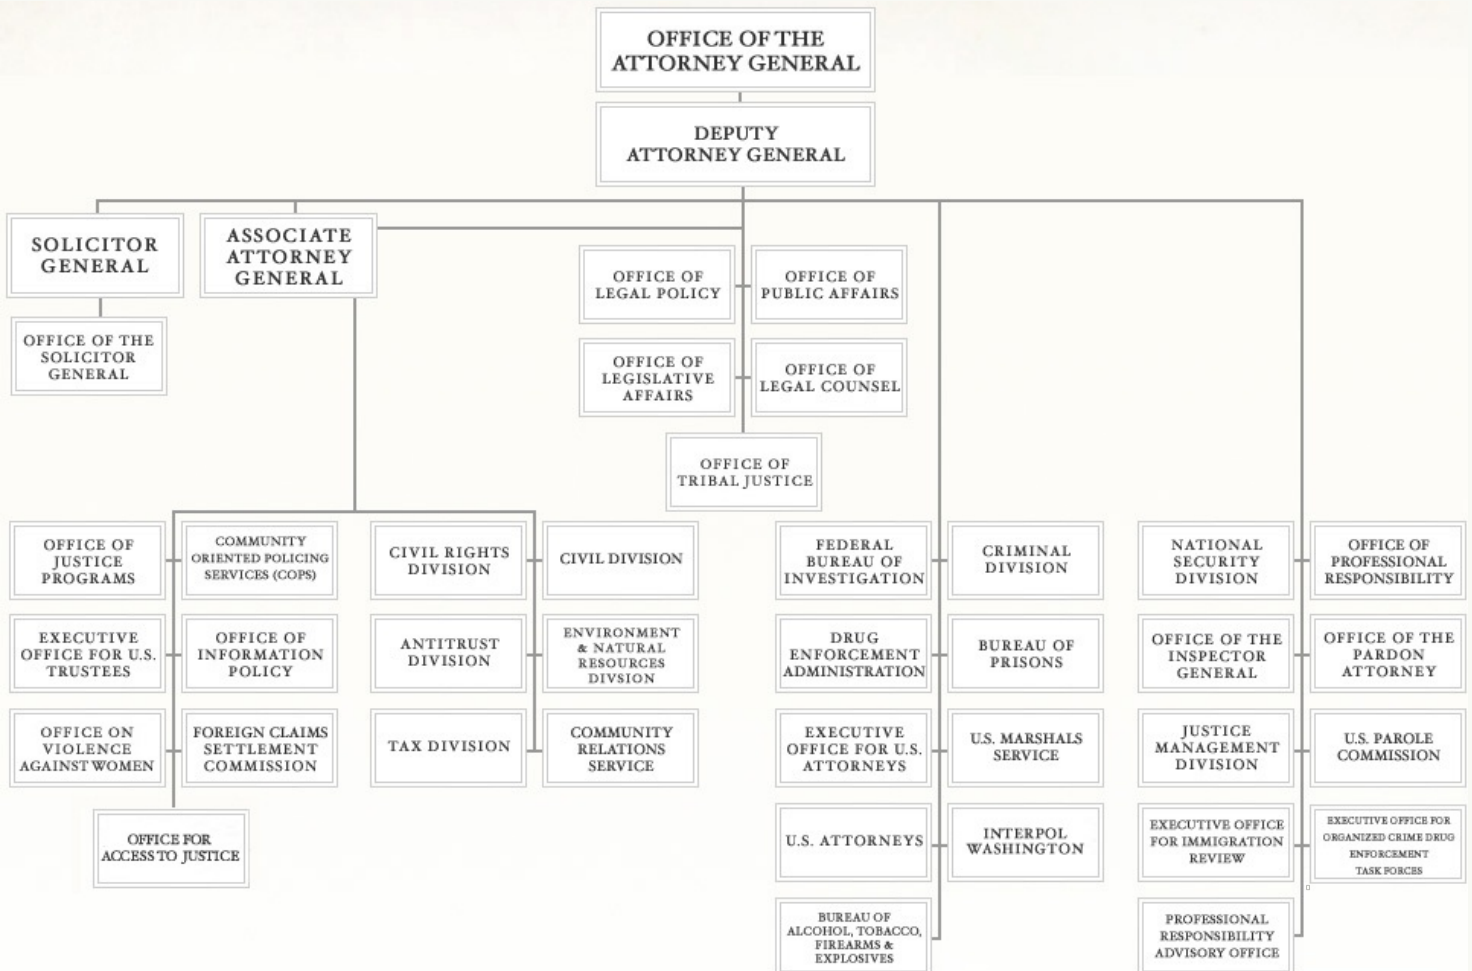 OFFICE OF THE
ATTORNEY GENERAL
DEPUTY
ATTORNEY GENERAL
SOLICITOR
GENERAL
ASSOCIATE
ATTORNEY
GENERAL
OFFICE OF
LEGAL POLICY
OFFICE OF
PUBLIC AFFAIRS
OFFICE OF THE
SOLICITOR
GENERAL
OFFICE OF
LEGISLATIVE
AFFAIRS
OFFICE OF
LEGAL COUNSEL
OFFICE OF
TRIBAL JUSTICE
OFFICE OF
JUSTICE
PROGRAMS
COMMUNITY
ORIENTED POLICING
SERVICES (COPS)
CIVIL RIGHTS
DIVISION
CIVIL DIVISION
FEDERAL
BUREAU OF
INVESTIGATION
CRIMINAL
DIVISION
NATIONAL
SECURITY
DIVISION
OFFICE OF
PROFESSIONAL
RESPONSIBILITY
EXECUTIVE
OFFICE FOR U.S.
TRUSTEES
OFFICE OF
INFORMATION
POLICY
ANTITRUST
DIVISION
ENVIRONMENT
& NATURAL
RESOURCES
DIVSION
DRUG
ENFORCEMENT
ADMINISTRATION
BUREAU OF
PRISONS
OFFICE OF THE
INSPECTOR
GENERAL
OFFICE OF THE
PARDON
ATTORNEY
OFFICE ON
VIOLENCE
AGAINST WOMEN
FOREIGN CLAIMS
SETTLEMENT
COMMISSION
TAX DIVISION
COMMUNITY
RELATIONS
SERVICE
EXECUTIVE
OFFICE FOR U.S.
ATTORNEYS
U.S. MARSHALS
SERVICE
JUSTICE
MANAGEMENT
DIVISION
U.S. PAROLE
COMMISSION
OFFICE FOR
ACCESS TO JUSTICE
U.S. ATTORNEYS
INTERPOL
WASHINGTON
EXECUTIVE OFFICE
FOR IMMIGRATION
REVIEW
EXECUTIVE OFFICE FOR
ORGANIZED CRIME DRUG
ENFORCEMENT
TASK FORCES
BUREAU OF
ALCOHOL, TOBACCO,
FIREARMS &
EXPLOSIVES
PROFESSIONAL
RESPONSIBILITY
ADVISORY OFFICE